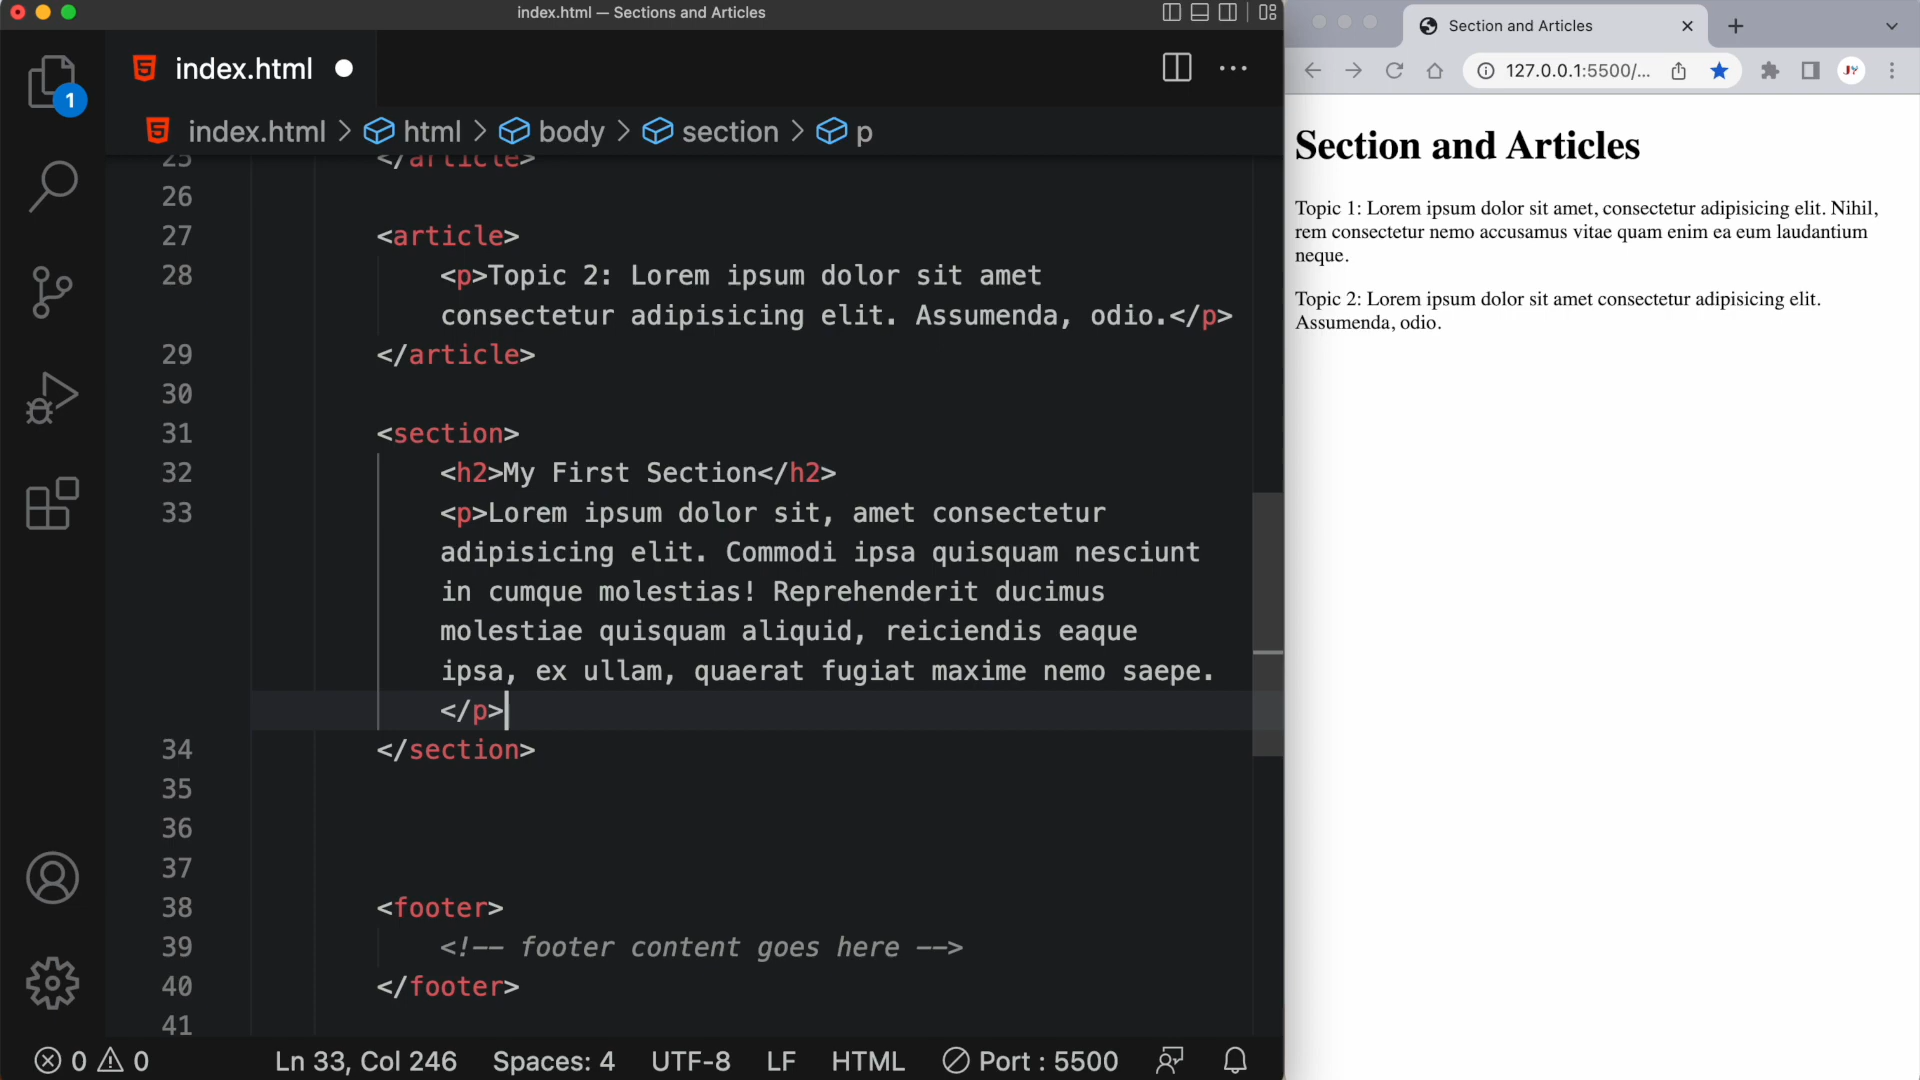 index.html — Sections and Articles
index.html
1
index.html > html > body > section > p
25 </article>
26
27 <article>
28 <p>Topic 2: Lorem ipsum dolor sit amet
consectetur adipisicing elit. Assumenda, odio.</p>
29 </article>
30
31 <section>
32 <h2>My First Section</h2>
33 <p>Lorem ipsum dolor sit, amet consectetur
adipisicing elit. Commodi ipsa quisquam nesciunt
in cumque molestias! Reprehenderit ducimus
molestiae quisquam aliquid, reiciendis eaque
ipsa, ex ullam, quaerat fugiat maxime nemo saepe.
</p>
34 </section>
35
36
37
38 <footer>
39 <!-- footer content goes here -->
40 </footer>
41
0 0 Ln 33, Col 246 Spaces: 4 UTF-8 LF HTML Port : 5500
Section and Articles
127.0.0.1:5500/... JY
Section and Articles
Topic 1: Lorem ipsum dolor sit amet, consectetur adipisicing elit. Nihil,
rem consectetur nemo accusamus vitae quam enim ea eum laudantium
neque.
Topic 2: Lorem ipsum dolor sit amet consectetur adipisicing elit.
Assumenda, odio.